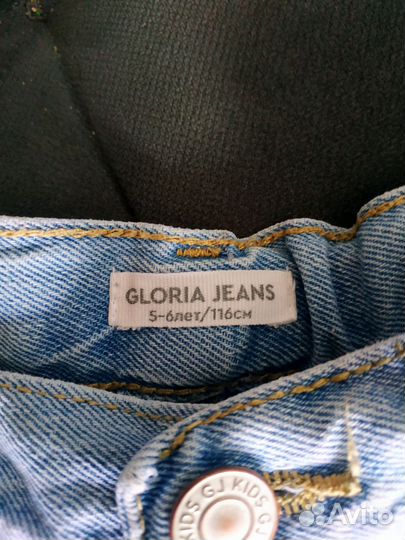 GLORIA JEANS
5-6лет/116см
KIDS GJ KIDS GJ
Avito